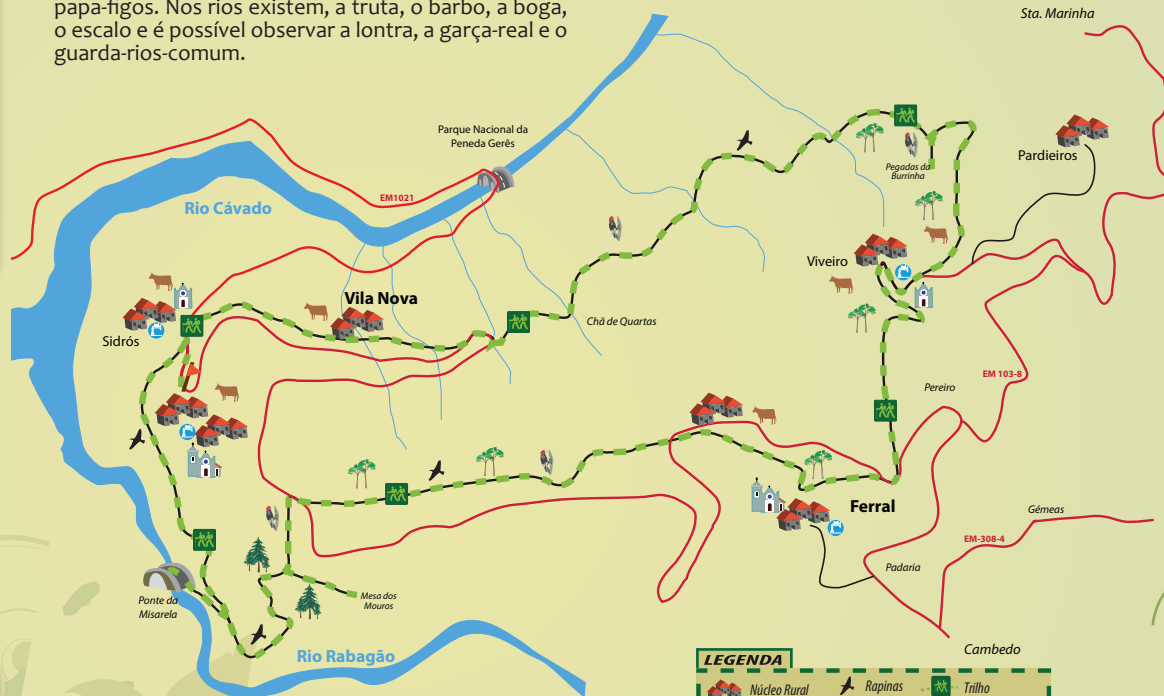 papa-figos. Nos rios existem, a truta, o barbo, a boga,
o escalo e é possível observar a lontra, a garça-real e o
guarda-rios-comum.
Sta. Marinha
Parque Nacional da
Peneda Gerês
Pardieiros
Pegadas da
Burrinha
EM1021
Rio Cávado
Viveiro
Vila Nova
Chã de Quartas
Sidrós
EM 103-8
Pereiro
Ferral
Gémeas
EM-308-4
Padaria
Mesa dos
Mouros
Ponte da
Misarela
Rio Rabagão
Cambedo
LEGENDA
Núcleo Rural
Rapinas
Trilho